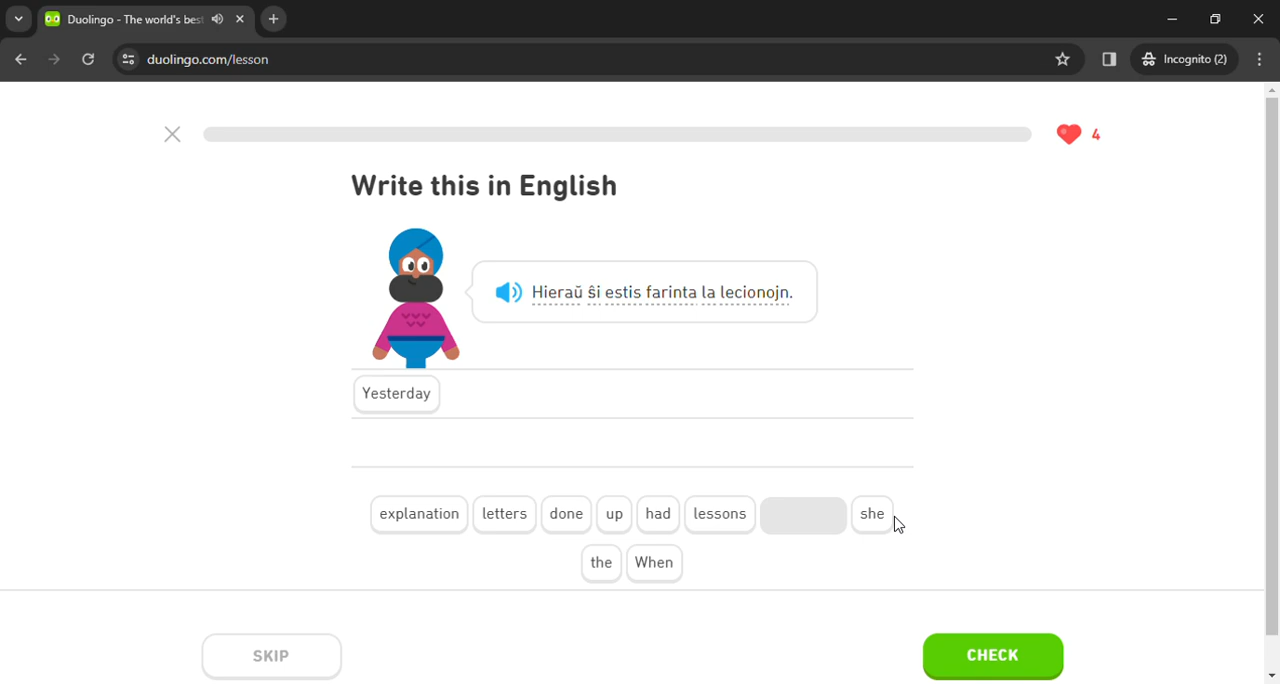 Duolingo - The world's bes
duolingo.com/lesson
Incognito (2)
4
Write this in English
Hieraŭ ŝi estis farinta la lecionojn.
Yesterday
explanation letters done up had lessons she
the When
SKIP CHECK